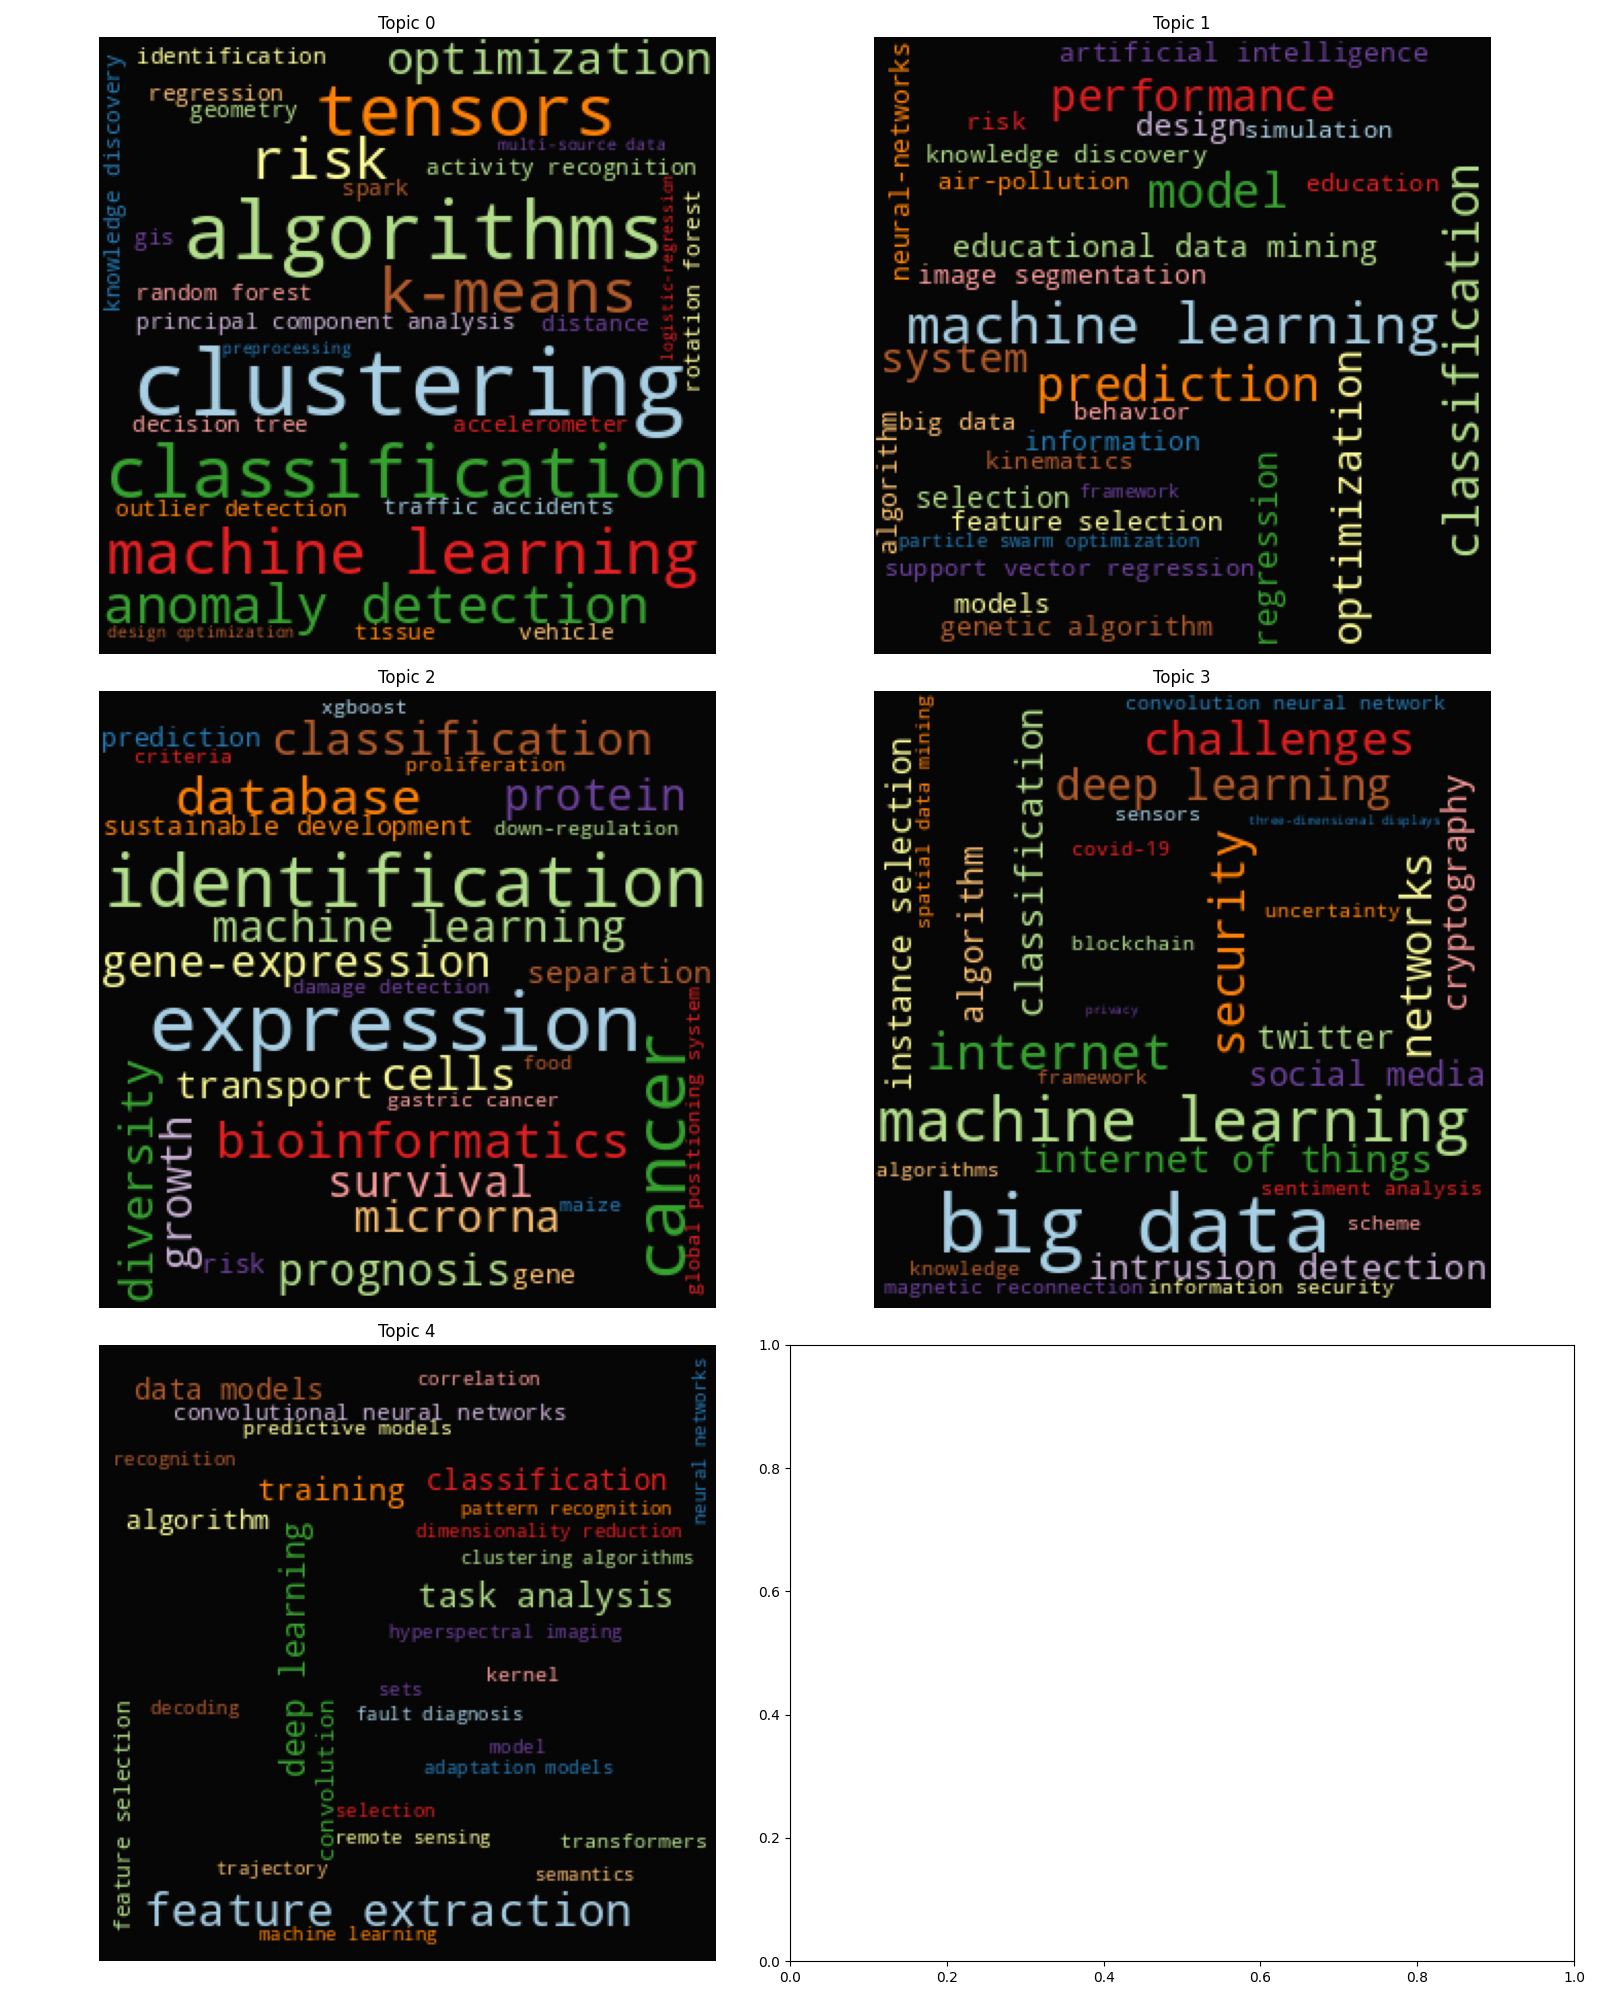 Topic 0
identification
optimization
knowledge discovery
regression
geometry
tensors
multi-source data
risk
activity recognition
spark
algorithms
logistic-regression
rotation forest
gis
k-means
random forest
principal component analysis
distance
preprocessing
clustering
decision tree
accelerometer
classification
outlier detection
traffic accidents
machine learning
anomaly detection
design optimization
tissue
vehicle
Topic 1
neural-networks
artificial intelligence
performance
risk
design
simulation
knowledge discovery
air-pollution
model
education
classification
educational data mining
image segmentation
machine learning
system
prediction
optimization
behavior
big data
algorithm
information
kinematics
regression
selection
framework
feature selection
particle swarm optimization
support vector regression
models
genetic algorithm
Topic 2
xgboost
prediction
classification
criteria
proliferation
database
protein
sustainable development
down-regulation
identification
machine learning
gene-expression
separation
damage detection
expression
global positioning system
cancer
food
cells
transport
gastric cancer
diversity
growth
bioinformatics
survival
microrna
maize
risk
prognosis
gene
Topic 3
convolution neural network
spatial data mining
instance selection
challenges
classification
deep learning
cryptography
sensors
three-dimensional displays
security
covid-19
algorithm
networks
uncertainty
blockchain
privacy
twitter
internet
framework
social media
machine learning
internet of things
algorithms
sentiment analysis
big data
scheme
knowledge
intrusion detection
magnetic reconnection
information security
Topic 4
correlation
data models
neural networks
convolutional neural networks
predictive models
recognition
training
classification
pattern recognition
algorithm
dimensionality reduction
deep learning
clustering algorithms
task analysis
hyperspectral imaging
kernel
sets
decoding
fault diagnosis
feature selection
convolution
model
adaptation models
selection
remote sensing
transformers
trajectory
semantics
feature extraction
machine learning
1.0
0.8
0.6
0.4
0.2
0.0
0.0 0.2 0.4 0.6 0.8 1.0